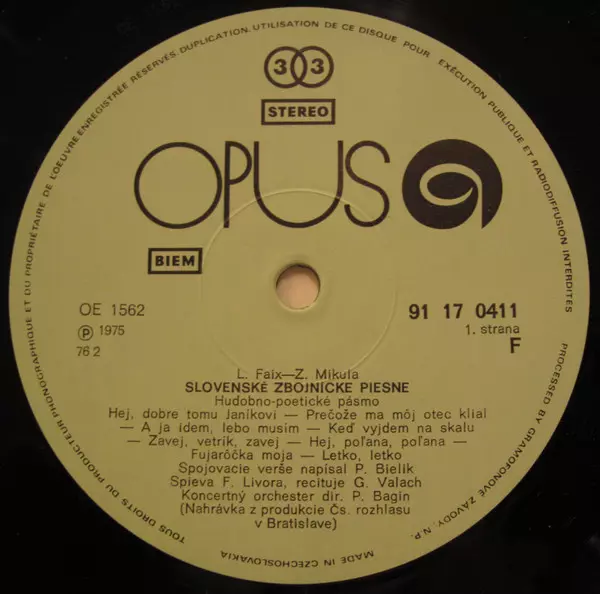 TOUS DROITS DU PRODUCTEUR PHONOGRAPHIQUE ET DU PROPRIÉTAIRE DE L'OEUVRE ENREGISTRÉE RÉSERVÉS. DUPLICATION. UTILISATION DE CE DISQUE POUR EXÉCUTION PUBLIQUE ET RADIODIFFUSION INTERDITES
PROCESSED BY GRAMOFONOVÉ ZÁVODY, N.P.
33
STEREO
OPUS
BIEM
OE 1562
℗ 1975
76 2
91 17 0411
1. strana
F
L. Faix—Z. Mikula
SLOVENSKÉ ZBOJNÍCKE PIESNE
Hudobno-poetické pásmo
Hej, dobre tomu Janíkovi — Prečože ma môj otec klial
— A ja idem, lebo musím — Keď vyjdem na skalu
— Zavej, vetrík, zavej — Hej, poľana, poľana —
Fujaróčka moja — Letko, letko
Spojovacie verše napísal P. Bielik
Spieva F. Livora, recituje G. Valach
Koncertný orchester dir. P. Bagin
(Nahrávka z produkcie Čs. rozhlasu
v Bratislave)
MADE IN CZECHOSLOVAKIA